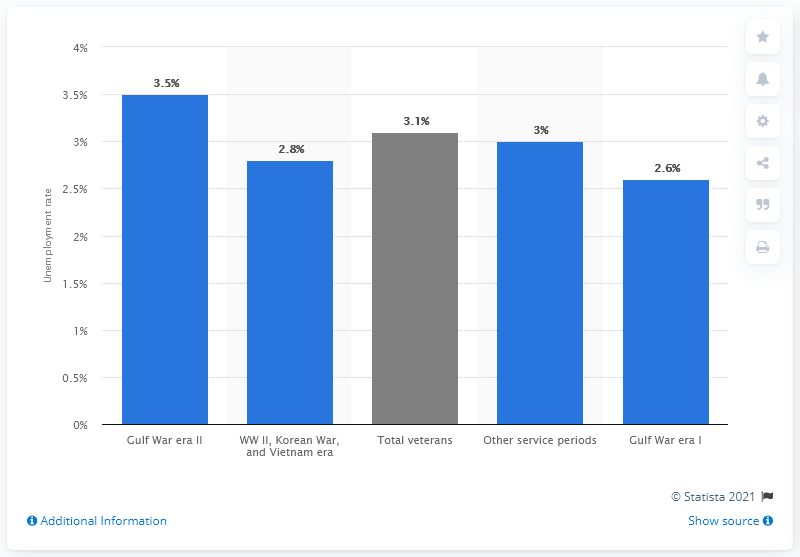 4%
3.5%
3%
2.5%
2%
1.5%
1%
0.5%
0%
Unemployment rate
3.5%
2.8%
3.1%
3%
2.6%
Gulf War era II
WW II, Korean War,
and Vietnam era
Total veterans
Other service periods
Gulf War era I
© Statista 2021
Additional Information
Show source